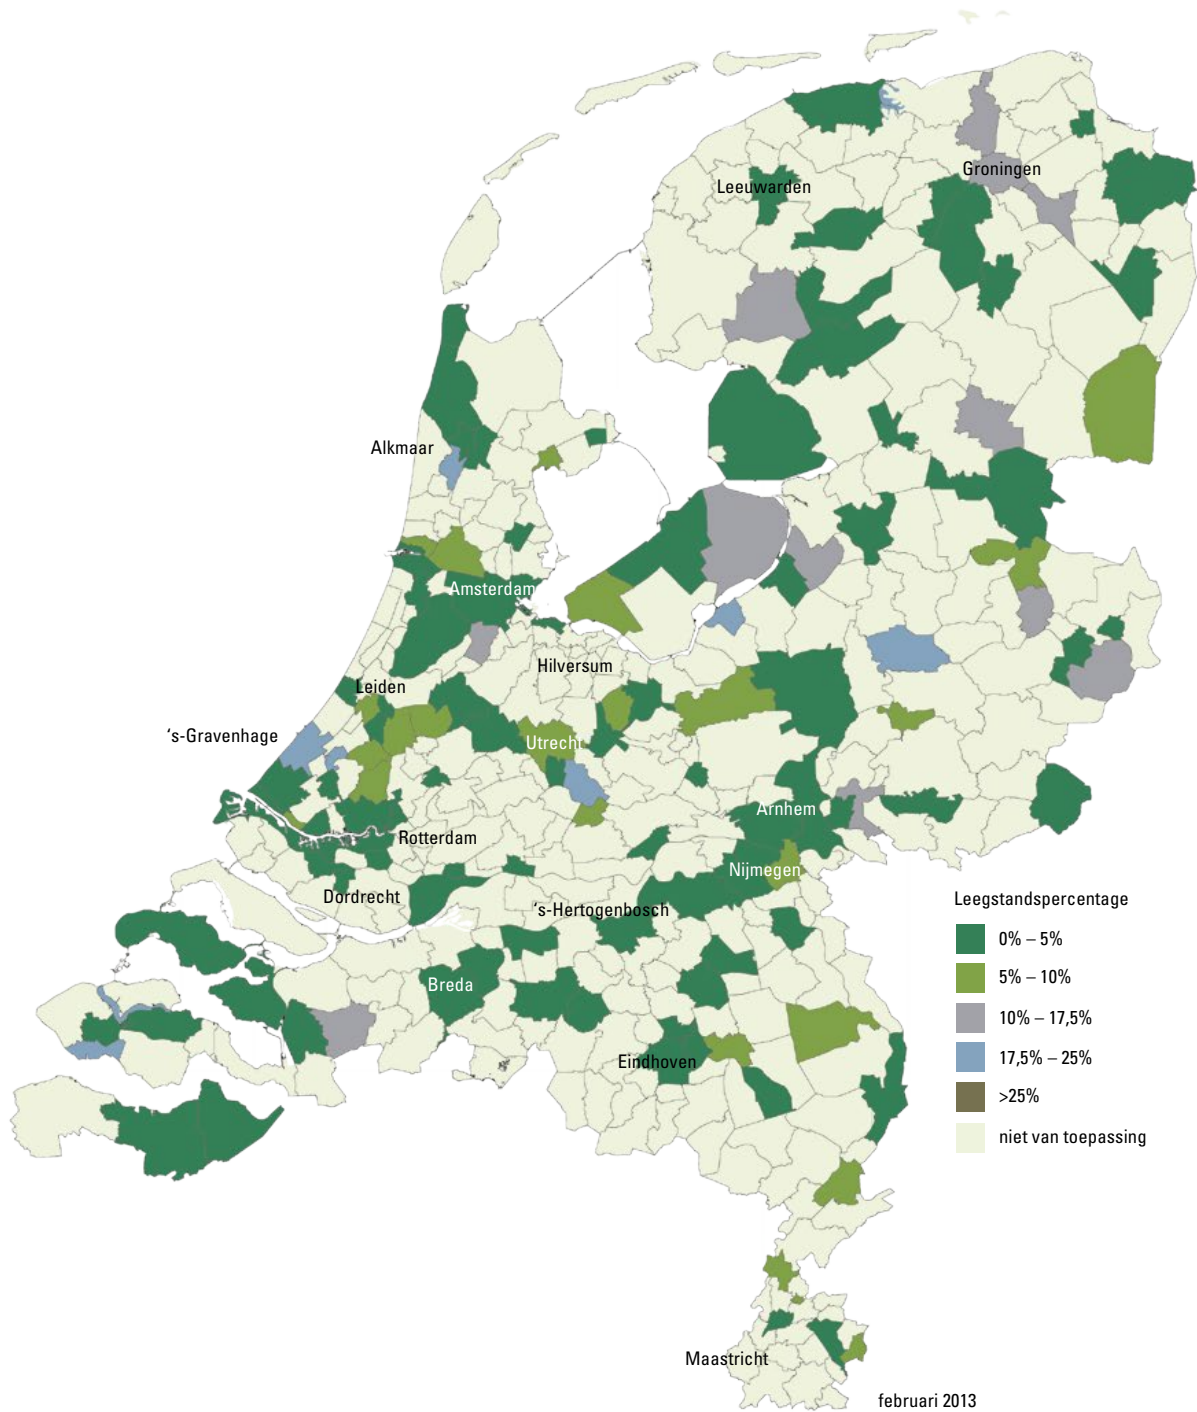 Groningen
Leeuwarden
Alkmaar
Amsterdam
Hilversum
Leiden
‘s-Gravenhage
Utrecht
Arnhem
Rotterdam
Nijmegen
Dordrecht
‘s-Hertogenbosch
Breda
Eindhoven
Maastricht
Leegstandspercentage
0% – 5%
5% – 10%
10% – 17,5%
17,5% – 25%
>25%
niet van toepassing
februari 2013